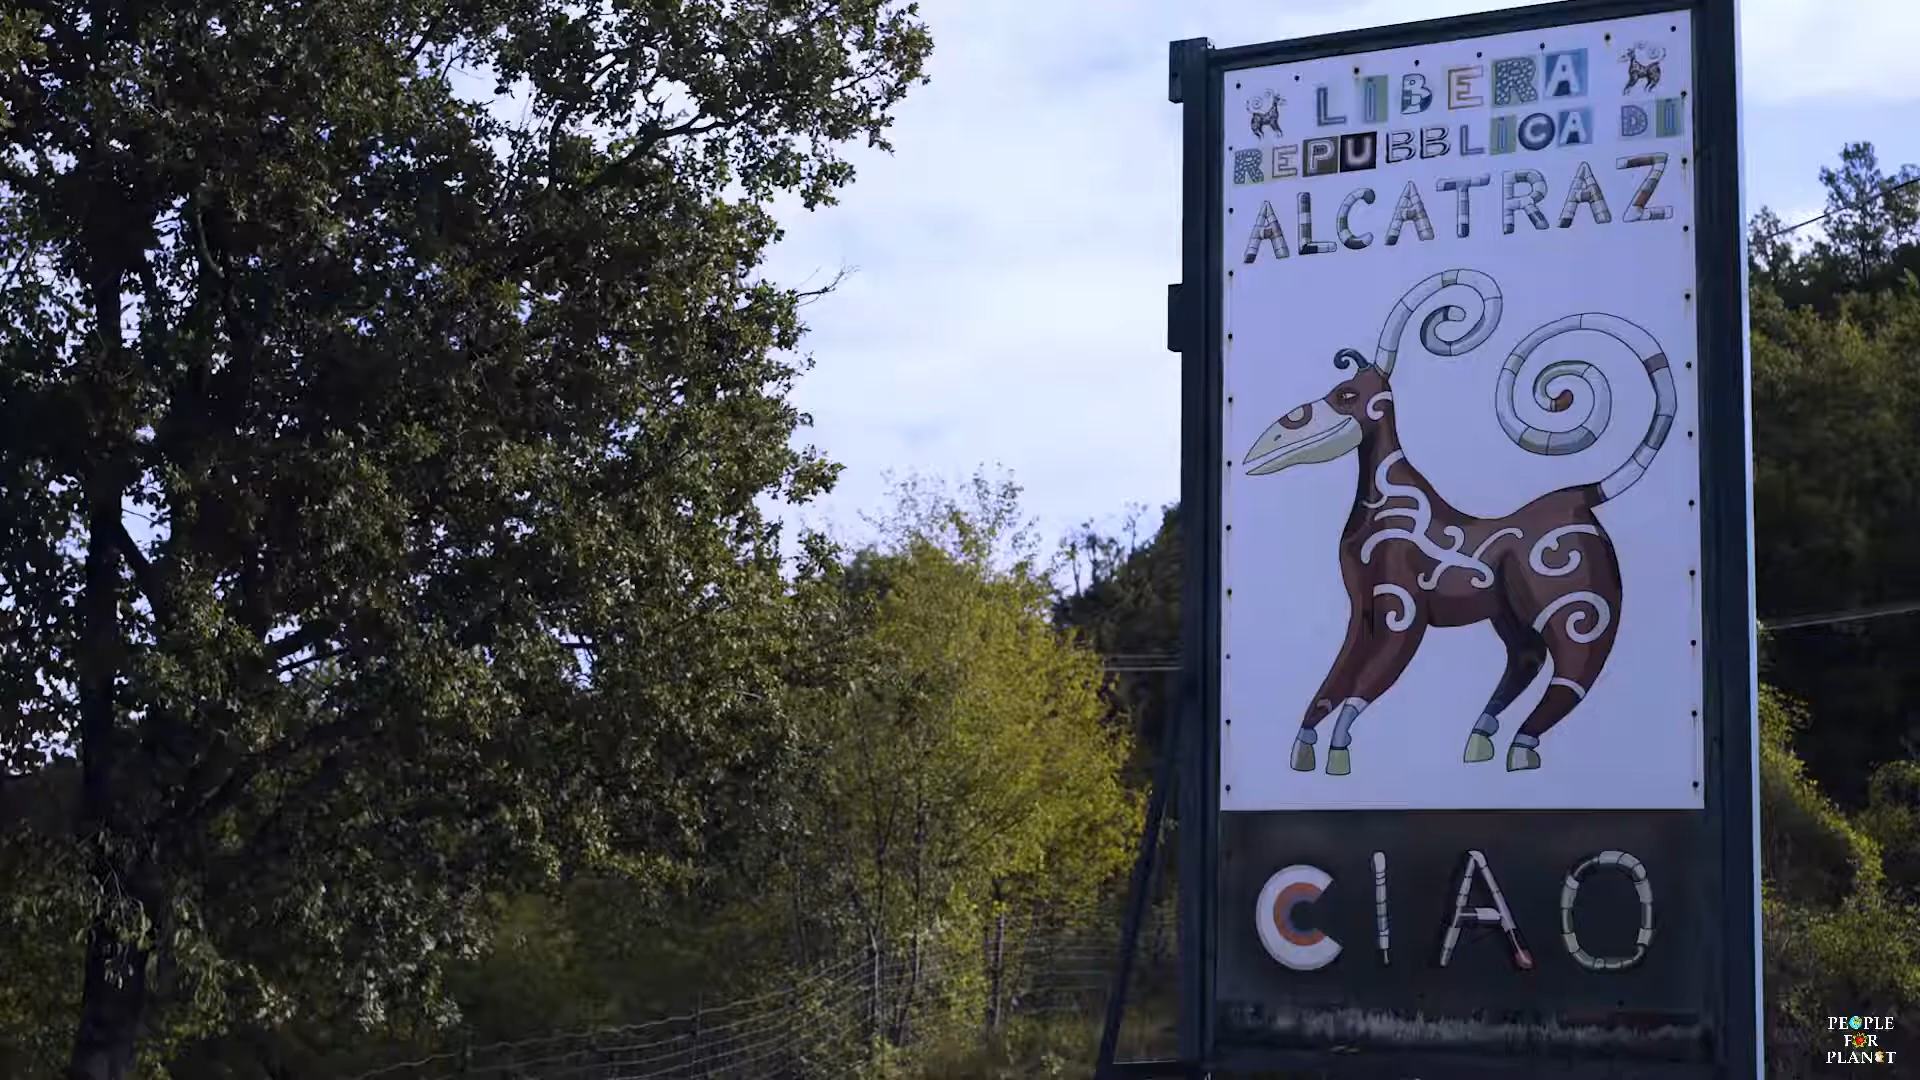 LIBERA
REPUBBLICA DI
ALCATRAZ
CIAO
PEOPLE
FOR
PLANET